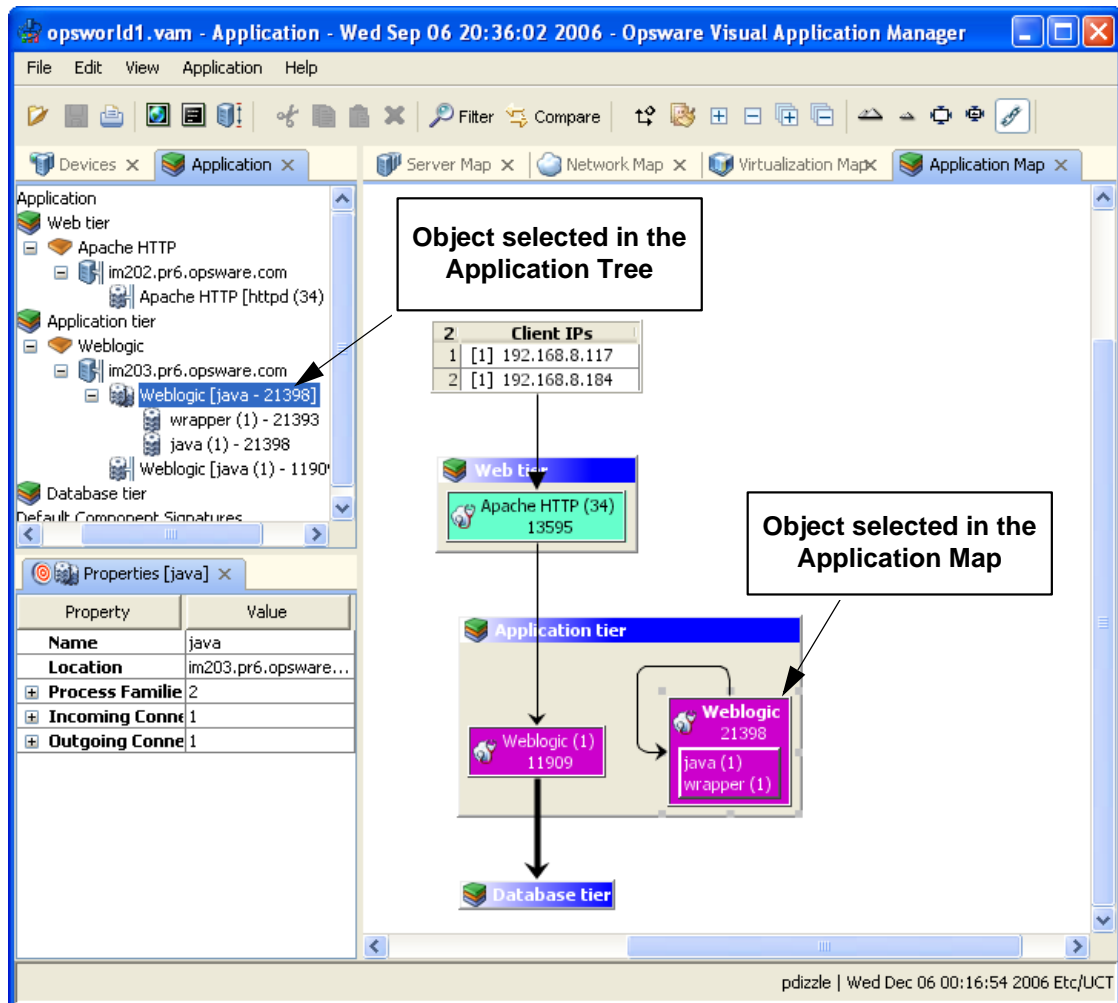 opsworld1.vam - Application - Wed Sep 06 20:36:02 2006 - Opsware Visual Application Manager
File Edit View Application Help
Filter Compare
Devices Application
Server Map Network Map Virtualization Map Application Map
Application
Web tier
Apache HTTP
im202.pr6.opsware.com
Apache HTTP [httpd (34)
Application tier
Weblogic
im203.pr6.opsware.com
Weblogic [java - 21398]
wrapper (1) - 21393
java (1) - 21398
Weblogic [java (1) - 1190
Database tier
Default Component Signatures
Properties [java]
Property Value
Name java
Location im203.pr6.opsware...
Process Familie 2
Incoming Conne 1
Outgoing Conne 1
Object selected in the
Application Tree
2 Client IPs
1 [1] 192.168.8.117
2 [1] 192.168.8.184
Web tier
Apache HTTP (34)
13595
Object selected in the
Application Map
Application tier
Weblogic (1)
11909
Weblogic
21398
java (1)
wrapper (1)
Database tier
pdizzle | Wed Dec 06 00:16:54 2006 Etc/UCT